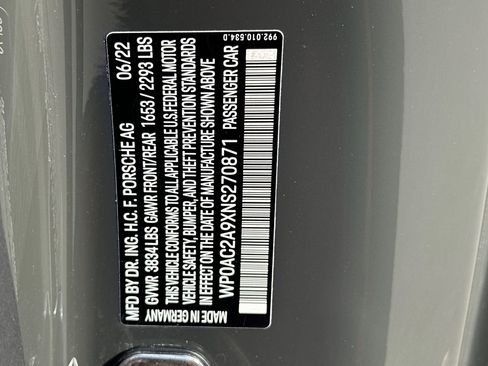 MFD BY DR. ING. H.C. F. PORSCHE AG 06/22
GVWR 3834 LBS GAWR FRONT/REAR 1653 / 2293 LBS
THIS VEHICLE CONFORMS TO ALL APPLICABLE U.S. FEDERAL MOTOR
VEHICLE SAFETY, BUMPER, AND THEFT PREVENTION STANDARDS
IN EFFECT ON THE DATE OF MANUFACTURE SHOWN ABOVE
WP0AC2A9XNS270871 PASSENGER CAR
MADE IN GERMANY
992.010.534.D